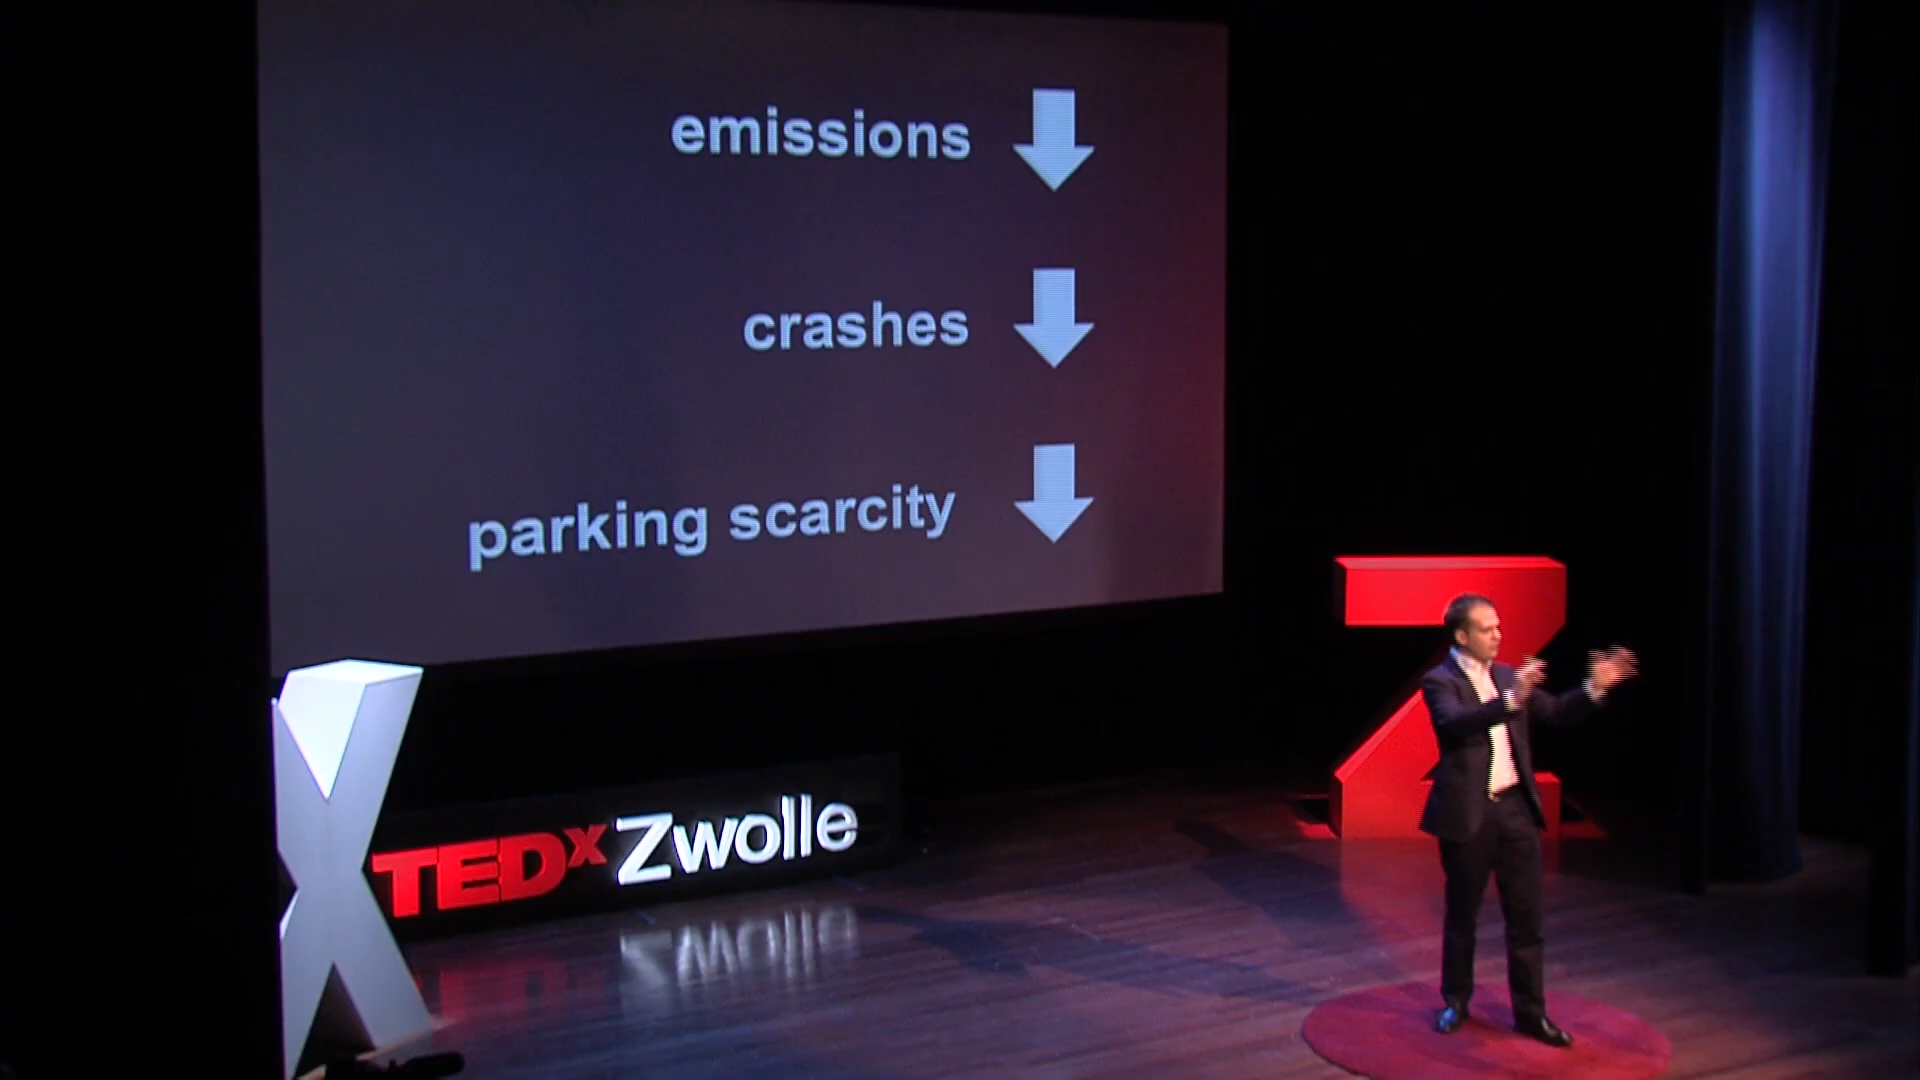 emissions
crashes
parking scarcity
Z
X
TEDx Zwolle